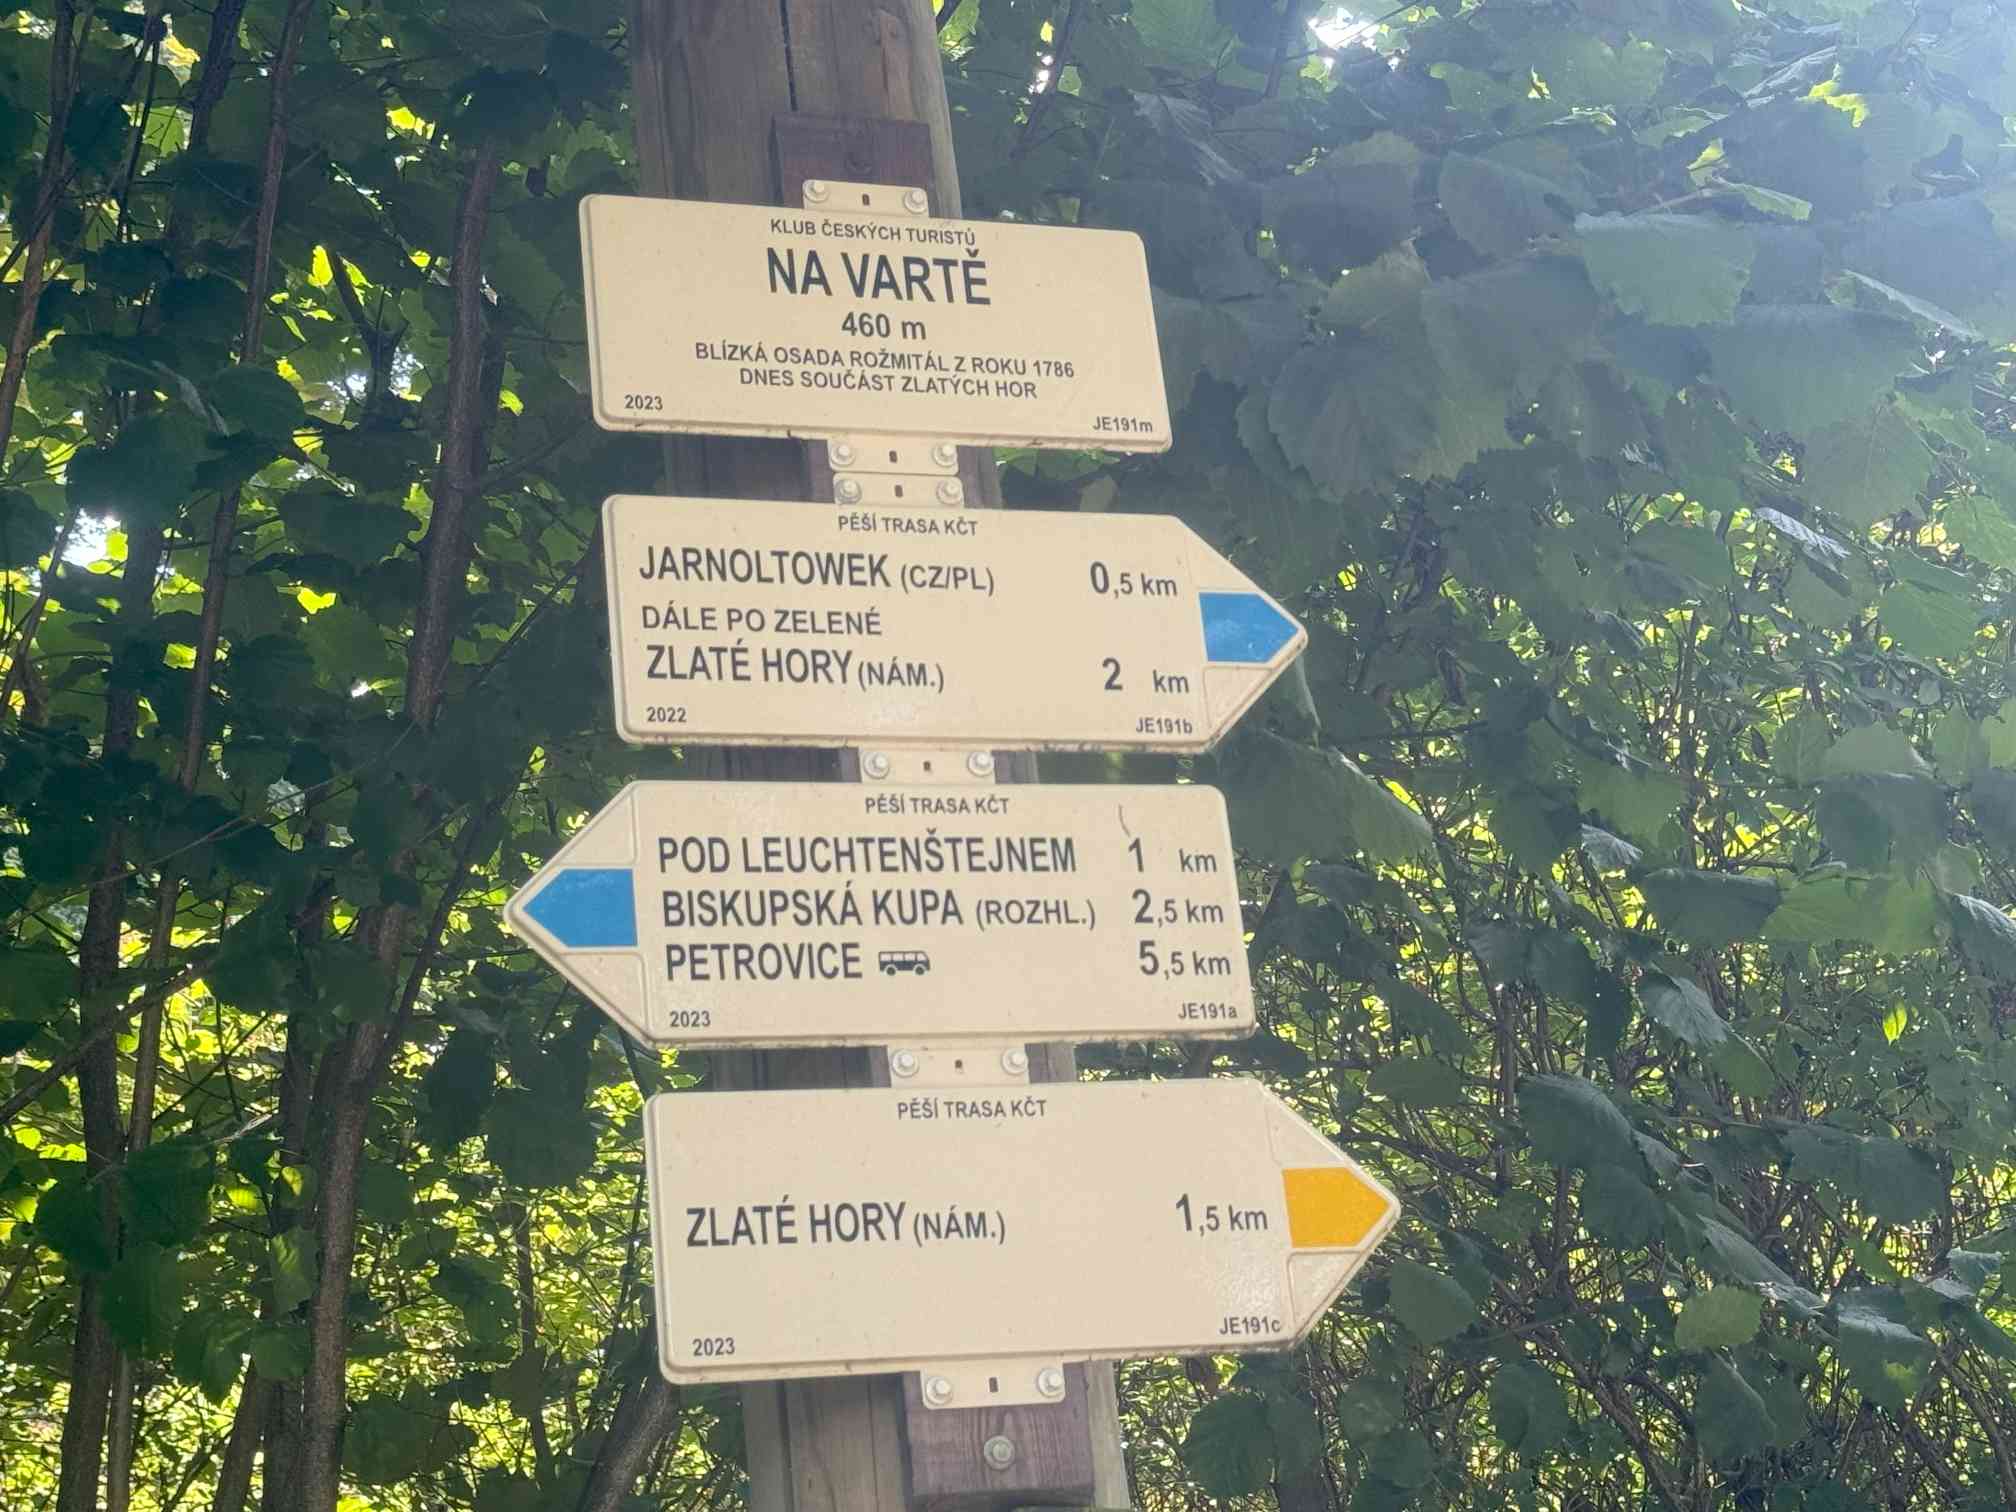 KLUB ČESKÝCH TURISTŮ
NA VARTĚ
460 m
BLÍZKÁ OSADA ROŽMITÁL Z ROKU 1786
DNES SOUČÁST ZLATÝCH HOR
2023 JE191m
PĚŠÍ TRASA KČT
JARNOLTOWEK (CZ/PL) 0,5 km
DÁLE PO ZELENÉ
ZLATÉ HORY (NÁM.) 2 km
2022 JE191b
PĚŠÍ TRASA KČT
POD LEUCHTENŠTEJNEM 1 km
BISKUPSKÁ KUPA (ROZHL.) 2,5 km
PETROVICE 5,5 km
2023 JE191a
PĚŠÍ TRASA KČT
ZLATÉ HORY (NÁM.) 1,5 km
2023 JE191c